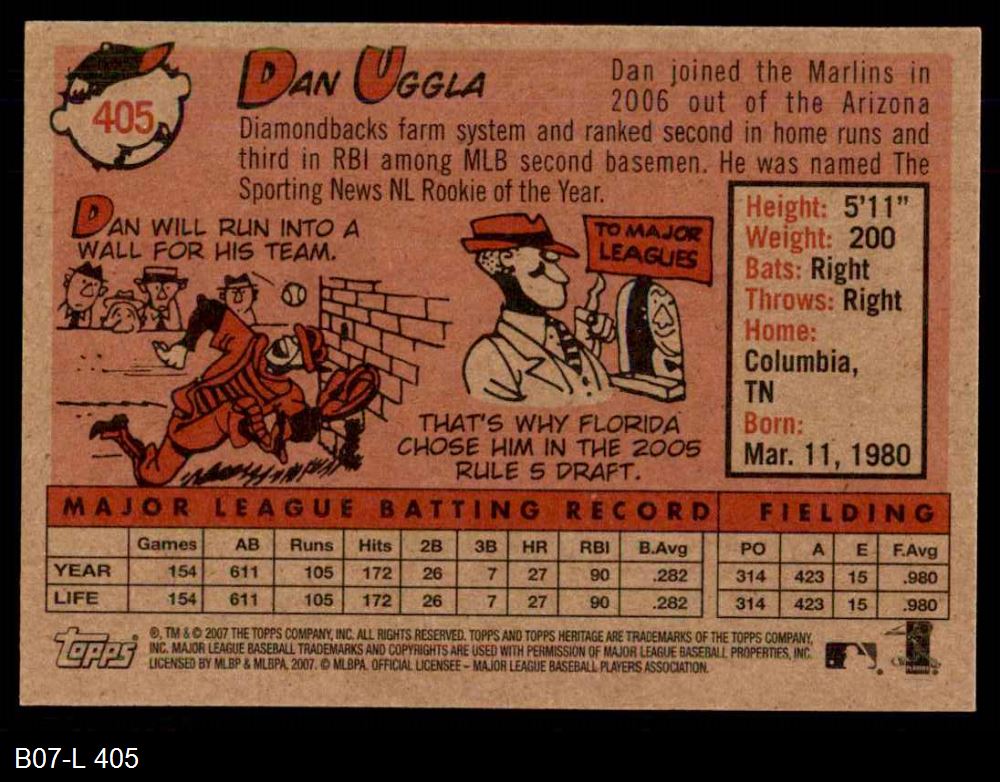 405
DAN UGGLA
Dan joined the Marlins in
2006 out of the Arizona
Diamondbacks farm system and ranked second in home runs and
third in RBI among MLB second basemen. He was named The
Sporting News NL Rookie of the Year.
DAN WILL RUN INTO A
WALL FOR HIS TEAM.
TO MAJOR
LEAGUES
THAT'S WHY FLORIDA
CHOSE HIM IN THE 2005
RULE 5 DRAFT.
Height: 5'11"
Weight: 200
Bats: Right
Throws: Right
Home:
Columbia,
TN
Born:
Mar. 11, 1980
MAJOR LEAGUE BATTING RECORD FIELDING
Games AB Runs Hits 2B 3B HR RBI B.Avg PO A E F.Avg
YEAR 154 611 105 172 26 7 27 90 .282 314 423 15 .980
LIFE 154 611 105 172 26 7 27 90 .282 314 423 15 .980
topps
®, TM & © 2007 THE TOPPS COMPANY, INC. ALL RIGHTS RESERVED. TOPPS AND TOPPS HERITAGE ARE TRADEMARKS OF THE TOPPS COMPANY,
INC. MAJOR LEAGUE BASEBALL TRADEMARKS AND COPYRIGHTS ARE USED WITH PERMISSION OF MAJOR LEAGUE BASEBALL PROPERTIES, INC.
LICENSED BY MLBP & MLBPA, 2007. © MLBPA. OFFICIAL LICENSEE – MAJOR LEAGUE BASEBALL PLAYERS ASSOCIATION.
B07-L 405